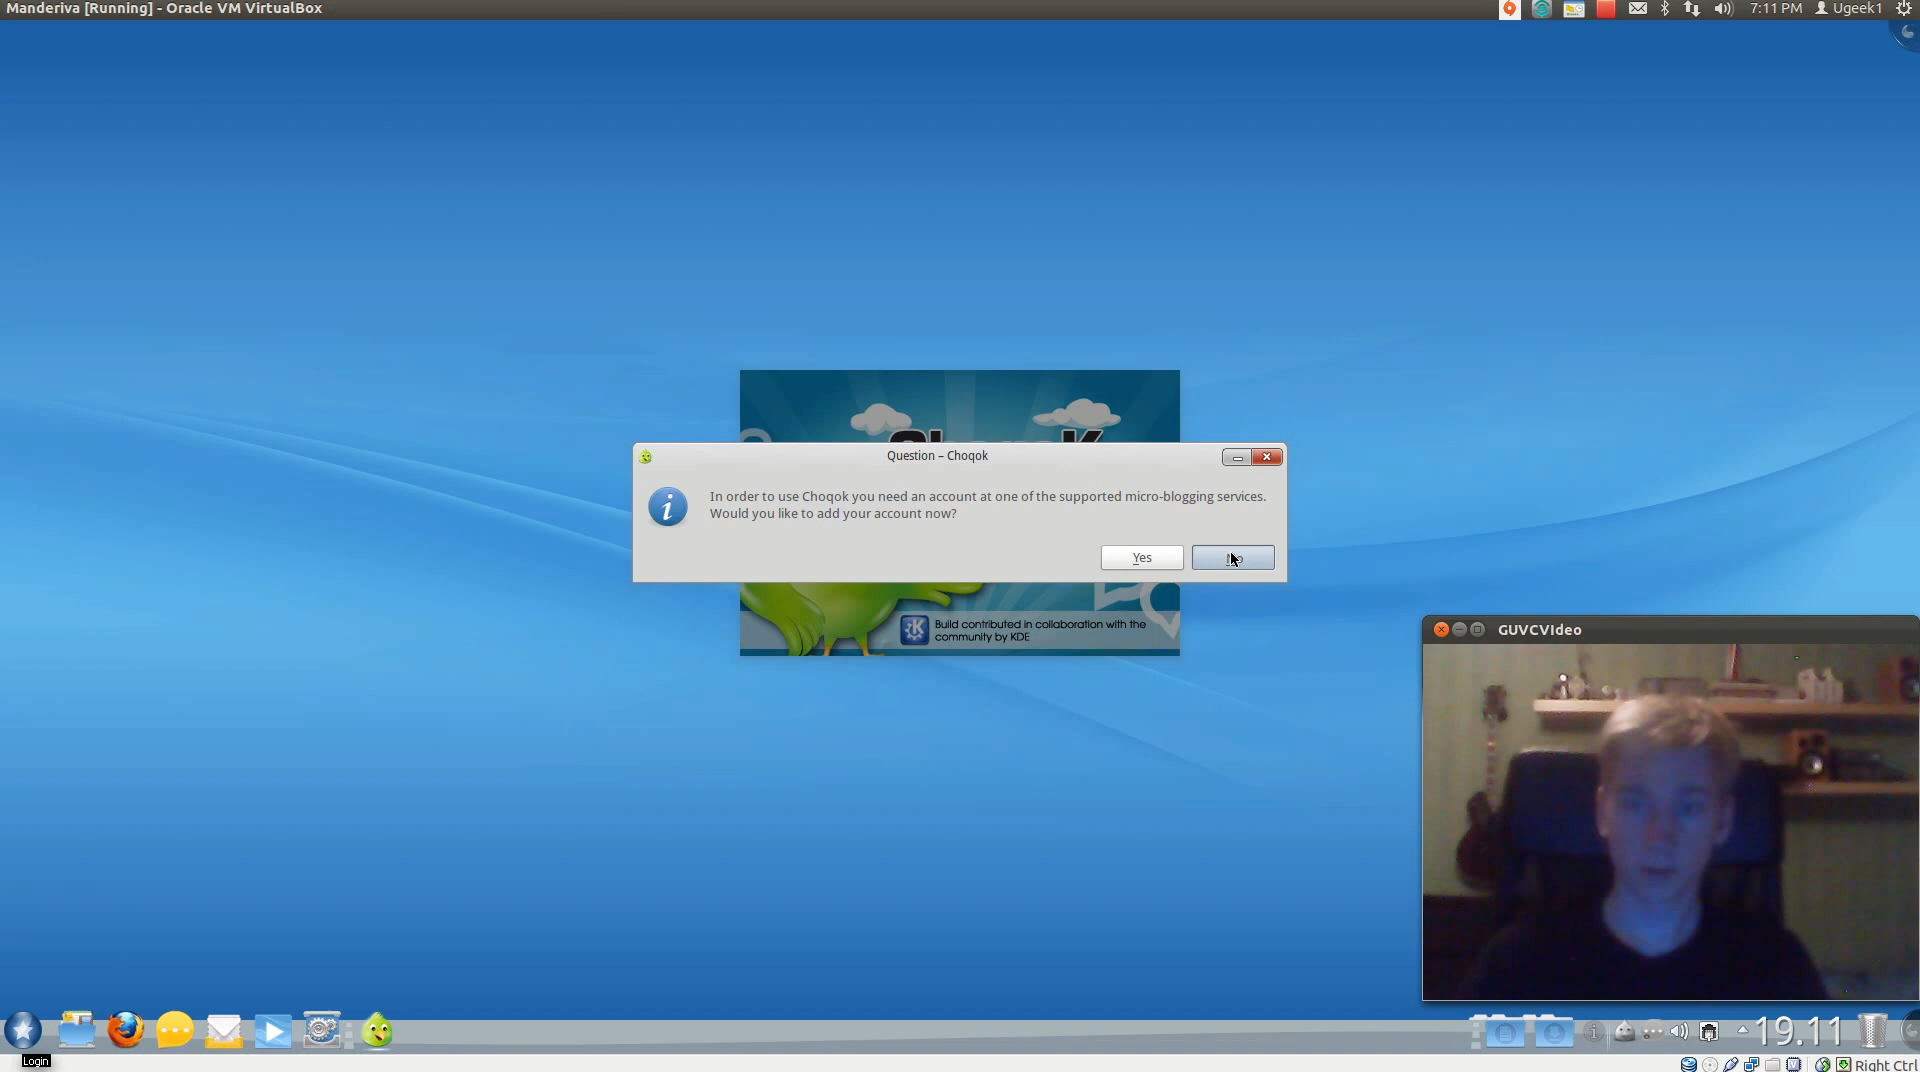 Manderiva [Running] - Oracle VM VirtualBox
7:11 PM
Ugeek1
Question – Choqok
In order to use Choqok you need an account at one of the supported micro-blogging services.
Would you like to add your account now?
Yes
Build contributed in collaboration with the
community by KDE
GUVCVIdeo
19.11
Login
Right Ctrl